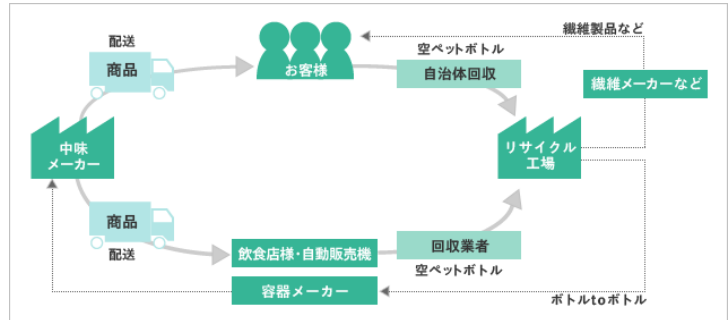 繊維製品など
配送
空ペットボトル
商品
お客様
自治体回収
繊維メーカーなど
中味
メーカー
リサイクル
工場
商品
配送
飲食店様・自動販売機
回収業者
空ペットボトル
容器メーカー
ボトルtoボトル